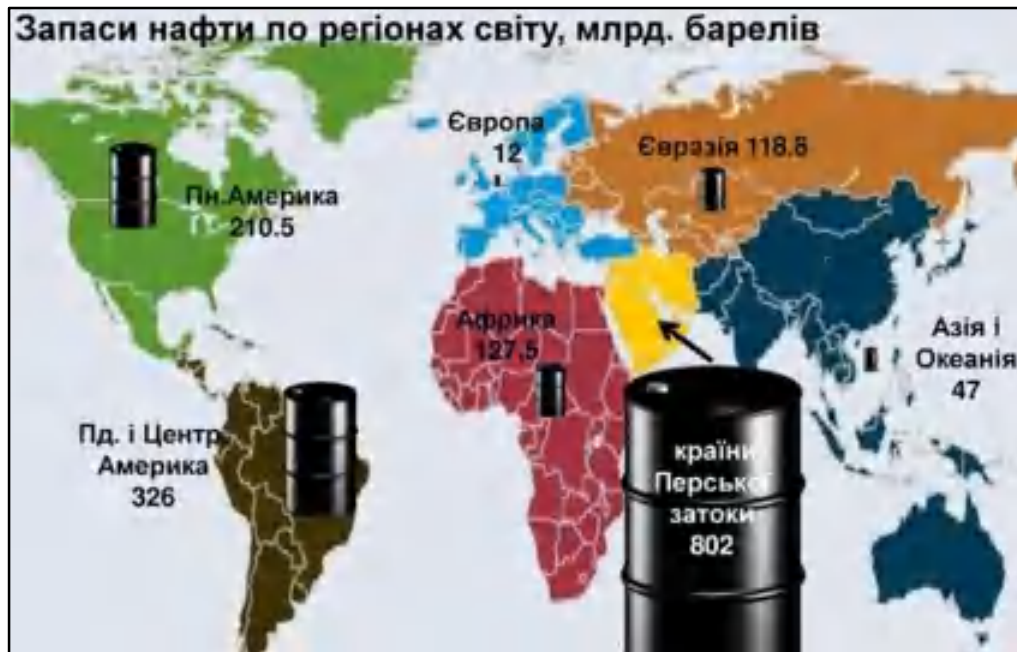 Запаси нафти по регіонах світу, млрд. барелів
Європа
12
Євразія 118.8
Пн.Америка
210.5
Африка
127,5
Азія і
Океанія
47
Пд. і Центр.
Америка
326
країни
Перської
затоки
802